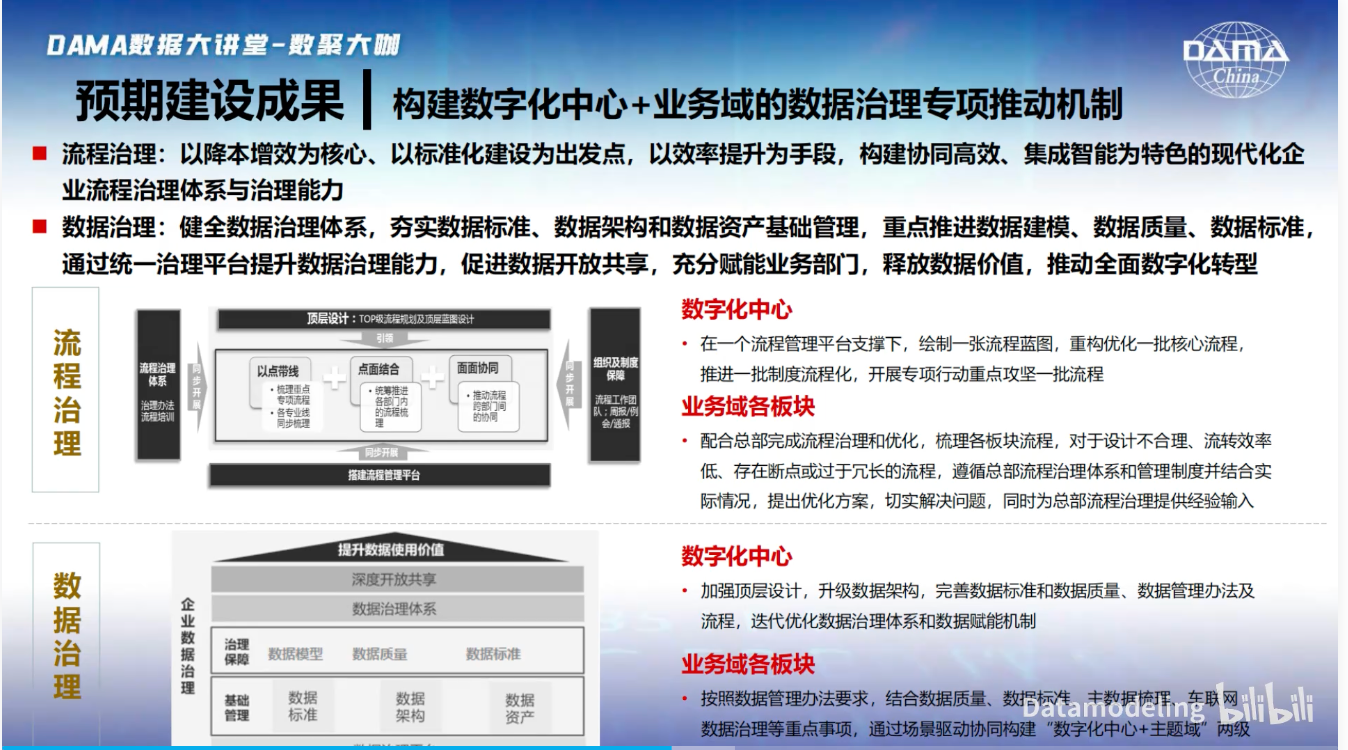 DAMA数据大讲堂-数聚大咖
DAMA
China
预期建设成果
构建数字化中心+业务域的数据治理专项推动机制
流程治理：以降本增效为核心、以标准化建设为出发点，以效率提升为手段，构建协同高效、集成智能为特色的现代化企
业流程治理体系与治理能力
数据治理：健全数据治理体系，夯实数据标准、数据架构和数据资产基础管理，重点推进数据建模、数据质量、数据标准，
通过统一治理平台提升数据治理能力，促进数据开放共享，充分赋能业务部门，释放数据价值，推动全面数字化转型
流程治理
流程治理
体系
治理办法
流程培训
同步开展
顶层设计：TOP级流程规划及顶层蓝图设计
引领
以点带线
• 梳理重点
专项流程
• 各专业线
同步梳理
点面结合
• 统筹推进
各部门内
的流程梳
理
面面协同
• 推动流程
跨部门间
的协同
同步开展
搭建流程管理平台
同步开展
组织及制度
保障
流程工作团
队；周报/例
会/通报
数字化中心
• 在一个流程管理平台支撑下，绘制一张流程蓝图，重构优化一批核心流程，
推进一批制度流程化，开展专项行动重点攻坚一批流程
业务域各板块
• 配合总部完成流程治理和优化，梳理各板块流程，对于设计不合理、流转效率
低、存在断点或过于冗长的流程，遵循总部流程治理体系和管理制度并结合实
际情况，提出优化方案，切实解决问题，同时为总部流程治理提供经验输入
数据治理
企业数据治理
提升数据使用价值
深度开放共享
数据治理体系
治理
保障
数据模型 数据质量 数据标准
基础
管理
数据
标准
数据
架构
数据
资产
数字化中心
• 加强顶层设计，升级数据架构，完善数据标准和数据质量、数据管理办法及
流程，迭代优化数据治理体系和数据赋能机制
业务域各板块
• 按照数据管理办法要求，结合数据质量、数据标准、主数据梳理、车联网
数据治理等重点事项，通过场景驱动协同构建“数字化中心+主题域”两级
Datamodeling bilibili